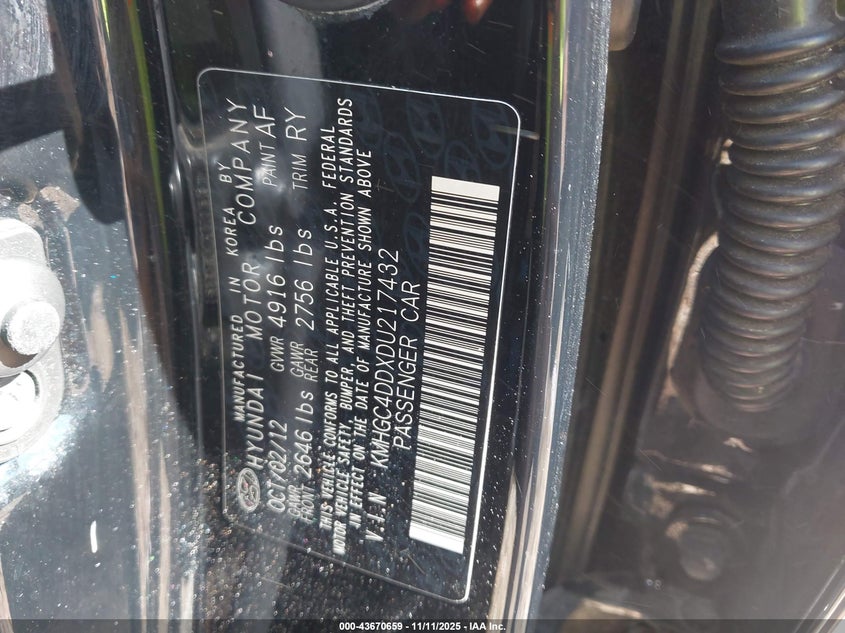 MANUFACTURED IN KOREA BY
HYUNDAI MOTOR COMPANY
OCT/02/12 GVWR 4916 lbs PAINT AF
GAWR FRONT 2646 lbs GAWR REAR 2756 lbs TRIM RY
THIS VEHICLE CONFORMS TO ALL APPLICABLE U.S.A. FEDERAL
MOTOR VEHICLE SAFETY, BUMPER, AND THEFT PREVENTION STANDARDS
IN EFFECT ON THE DATE OF MANUFACTURE SHOWN ABOVE
V.I.N KMHGC4DDXDU217432
PASSENGER CAR
000-43670659 - 11/11/2025 - IAA Inc.